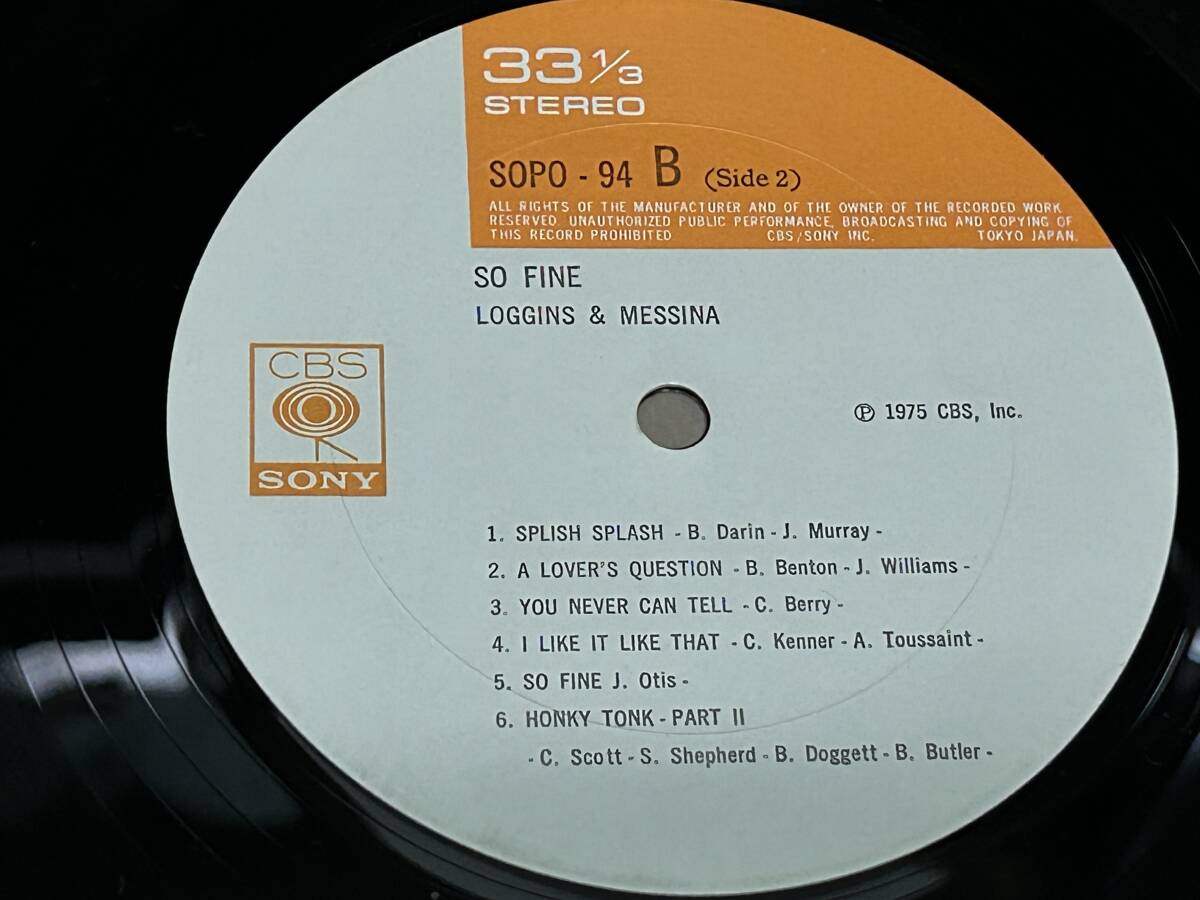 33 1/3
STEREO
SOPO - 94 B (Side 2)
ALL RIGHTS OF THE MANUFACTURER AND OF THE OWNER OF THE RECORDED WORK
RESERVED UNAUTHORIZED PUBLIC PERFORMANCE, BROADCASTING AND COPYING OF
THIS RECORD PROHIBITED CBS/SONY INC. TOKYO JAPAN.
SO FINE
LOGGINS & MESSINA
CBS
SONY
℗ 1975 CBS, Inc.
1. SPLISH SPLASH - B. Darin - J. Murray -
2. A LOVER'S QUESTION - B. Benton - J. Williams -
3. YOU NEVER CAN TELL - C. Berry -
4. I LIKE IT LIKE THAT - C. Kenner - A. Toussaint -
5. SO FINE J. Otis -
6. HONKY TONK - PART II
- C. Scott - S. Shepherd - B. Doggett - B. Butler -